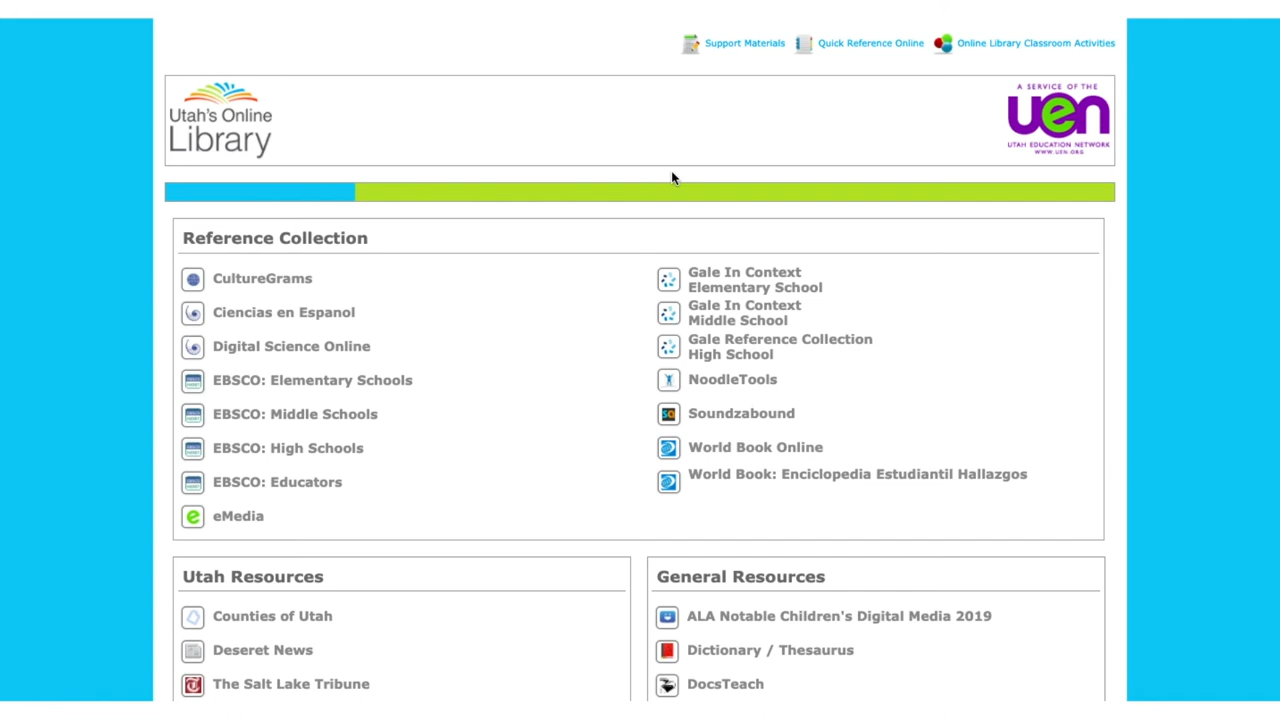 Support Materials
Quick Reference Online
Online Library Classroom Activities
Utah's Online
Library
A SERVICE OF THE
uen
UTAH EDUCATION NETWORK
WWW.UEN.ORG
Reference Collection
CultureGrams
Ciencias en Espanol
Digital Science Online
EBSCO: Elementary Schools
EBSCO: Middle Schools
EBSCO: High Schools
EBSCO: Educators
eMedia
Gale In Context
Elementary School
Gale In Context
Middle School
Gale Reference Collection
High School
NoodleTools
Soundzabound
World Book Online
World Book: Enciclopedia Estudiantil Hallazgos
Utah Resources
Counties of Utah
Deseret News
The Salt Lake Tribune
General Resources
ALA Notable Children's Digital Media 2019
Dictionary / Thesaurus
DocsTeach